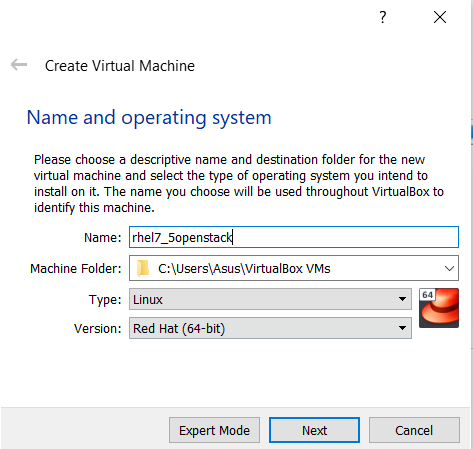 ?
Create Virtual Machine
Name and operating system
Please choose a descriptive name and destination folder for the new
virtual machine and select the type of operating system you intend to
install on it. The name you choose will be used throughout VirtualBox to
identify this machine.
Name: rhel7_5openstack
Machine Folder: C:\Users\Asus\VirtualBox VMs
Type: Linux
64
Version: Red Hat (64-bit)
Expert Mode Next Cancel